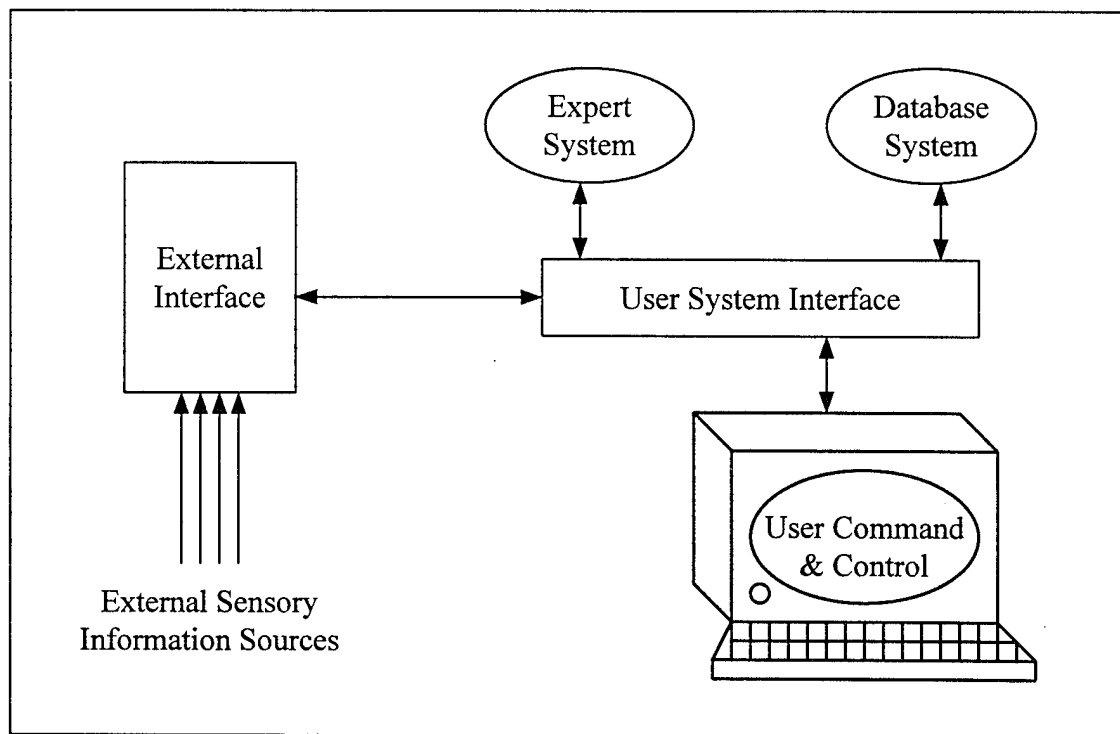 Expert
System
Database
System
External
Interface
User System Interface
User Command
& Control
External Sensory
Information Sources